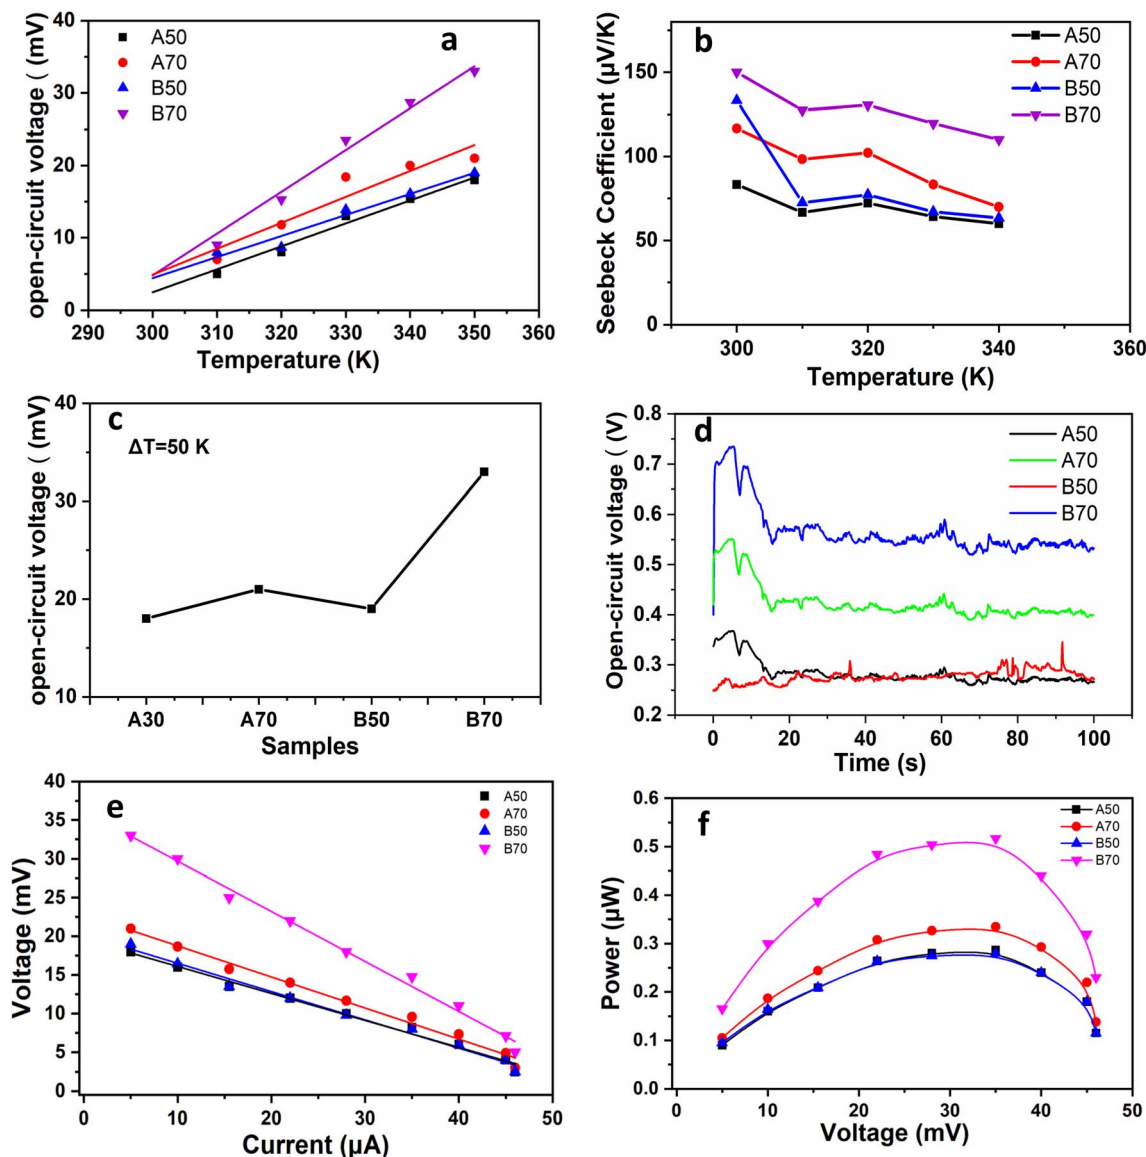 a
A50
A70
B50
B70
open-circuit voltage ( (mV)
40
30
20
10
0
290 300 310 320 330 340 350 360
Temperature (K)
b
A50
A70
B50
B70
Seebeck Coefficient (µV/K)
150
100
50
0
300 320 340 360
Temperature (K)
c
ΔT=50 K
open-circuit voltage ( (mV)
40
30
20
10
A30 A70 B50 B70
Samples
d
A50
A70
B50
B70
Open-circuit voltage ( (V)
0.8
0.7
0.6
0.5
0.4
0.3
0.2
0 20 40 60 80 100
Time (s)
e
A50
A70
B50
B70
Voltage (mV)
40
35
30
25
20
15
10
5
0
0 10 20 30 40 50
Current (µA)
f
A50
A70
B50
B70
Power (µW)
0.6
0.5
0.4
0.3
0.2
0.1
0.0
0 10 20 30 40 50
Voltage (mV)